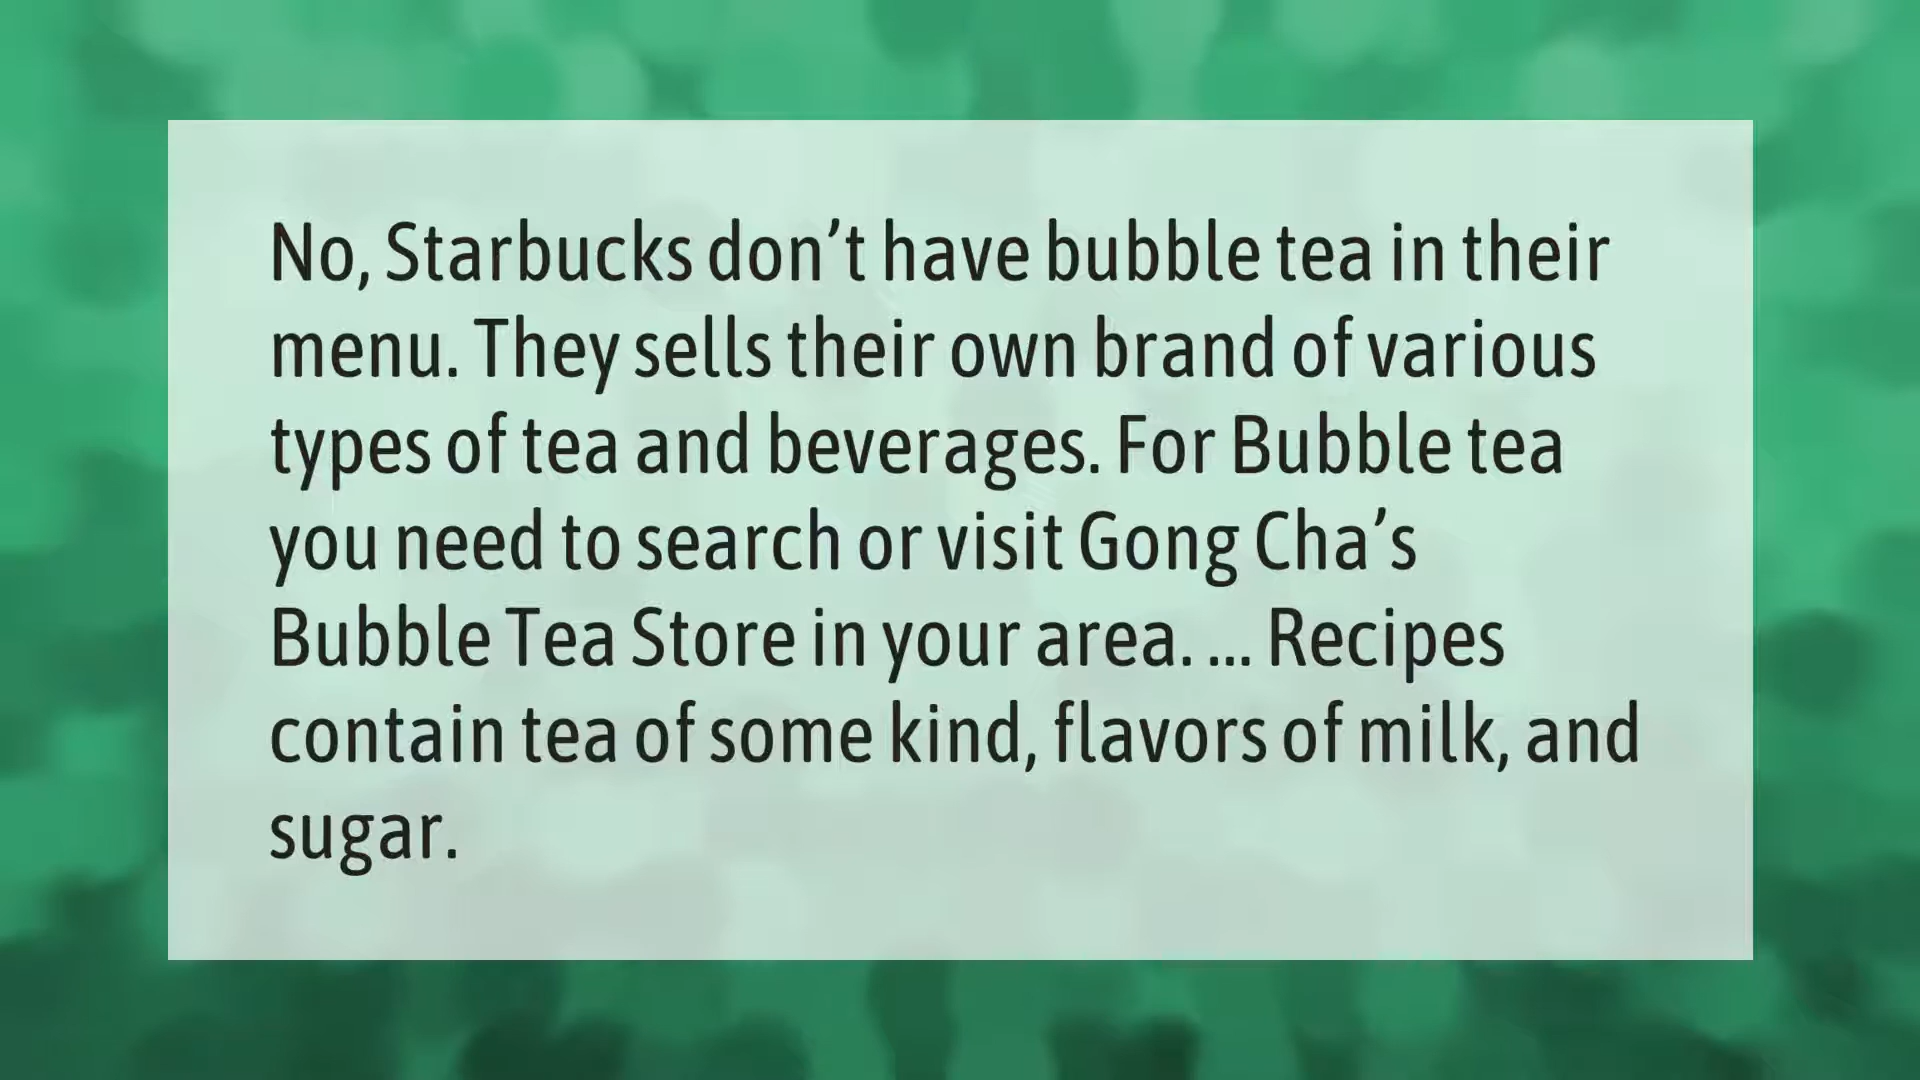 No, Starbucks don’t have bubble tea in their
menu. They sells their own brand of various
types of tea and beverages. For Bubble tea
you need to search or visit Gong Cha’s
Bubble Tea Store in your area. ... Recipes
contain tea of some kind, flavors of milk, and
sugar.